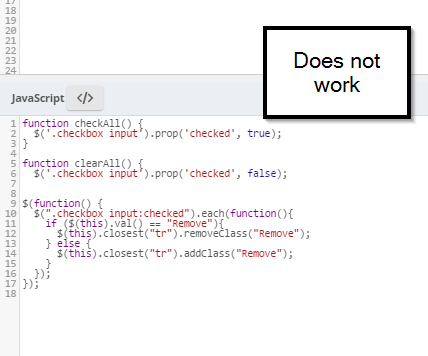 17
18
19
20
21
22
23
24
Does not
work
JavaScript </>
1 function checkAll() {
2 $('.checkbox input').prop('checked', true);
3 }
4
5 function clearAll() {
6 $('.checkbox input').prop('checked', false);
7
8
9 $(function() {
10 $(".checkbox input:checked").each(function(){
11 if ($(this).val() == "Remove"){
12 $(this).closest("tr").removeClass("Remove");
13 } else {
14 $(this).closest("tr").addClass("Remove");
15 }
16 });
17 });
18